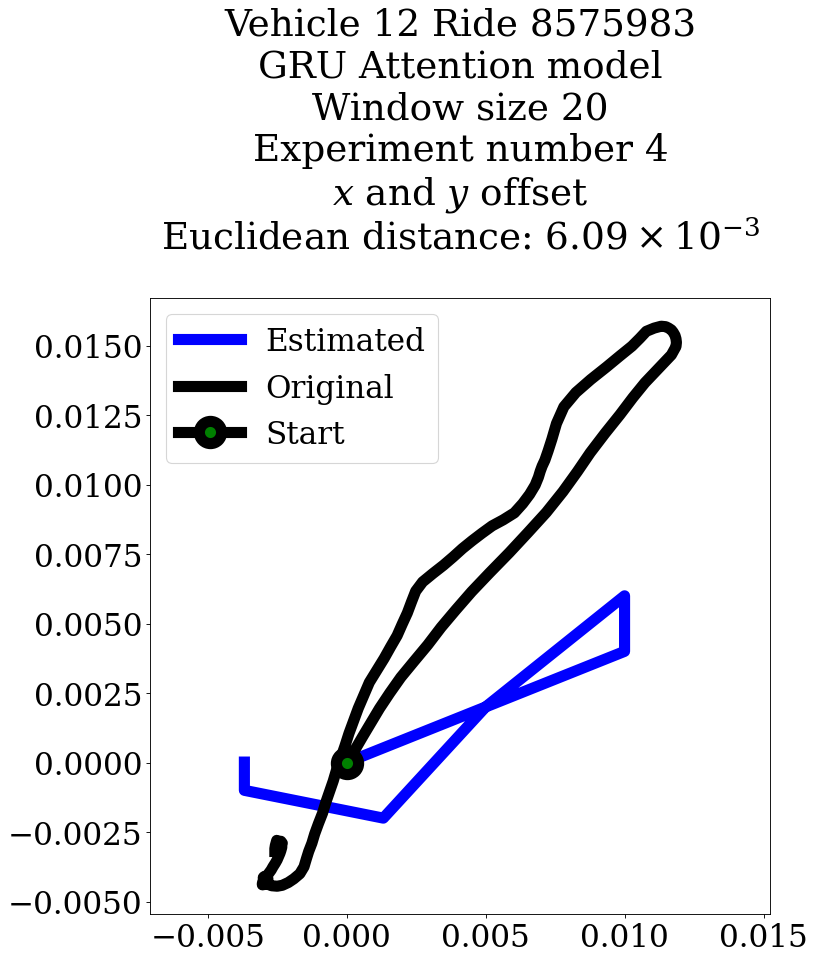 Vehicle 12 Ride 8575983
GRU Attention model
Window size 20
Experiment number 4
x and y offset
Euclidean distance: 6.09 × 10⁻³
Estimated
Original
Start
0.0150
0.0125
0.0100
0.0075
0.0050
0.0025
0.0000
−0.0025
−0.0050
−0.005 0.000 0.005 0.010 0.015